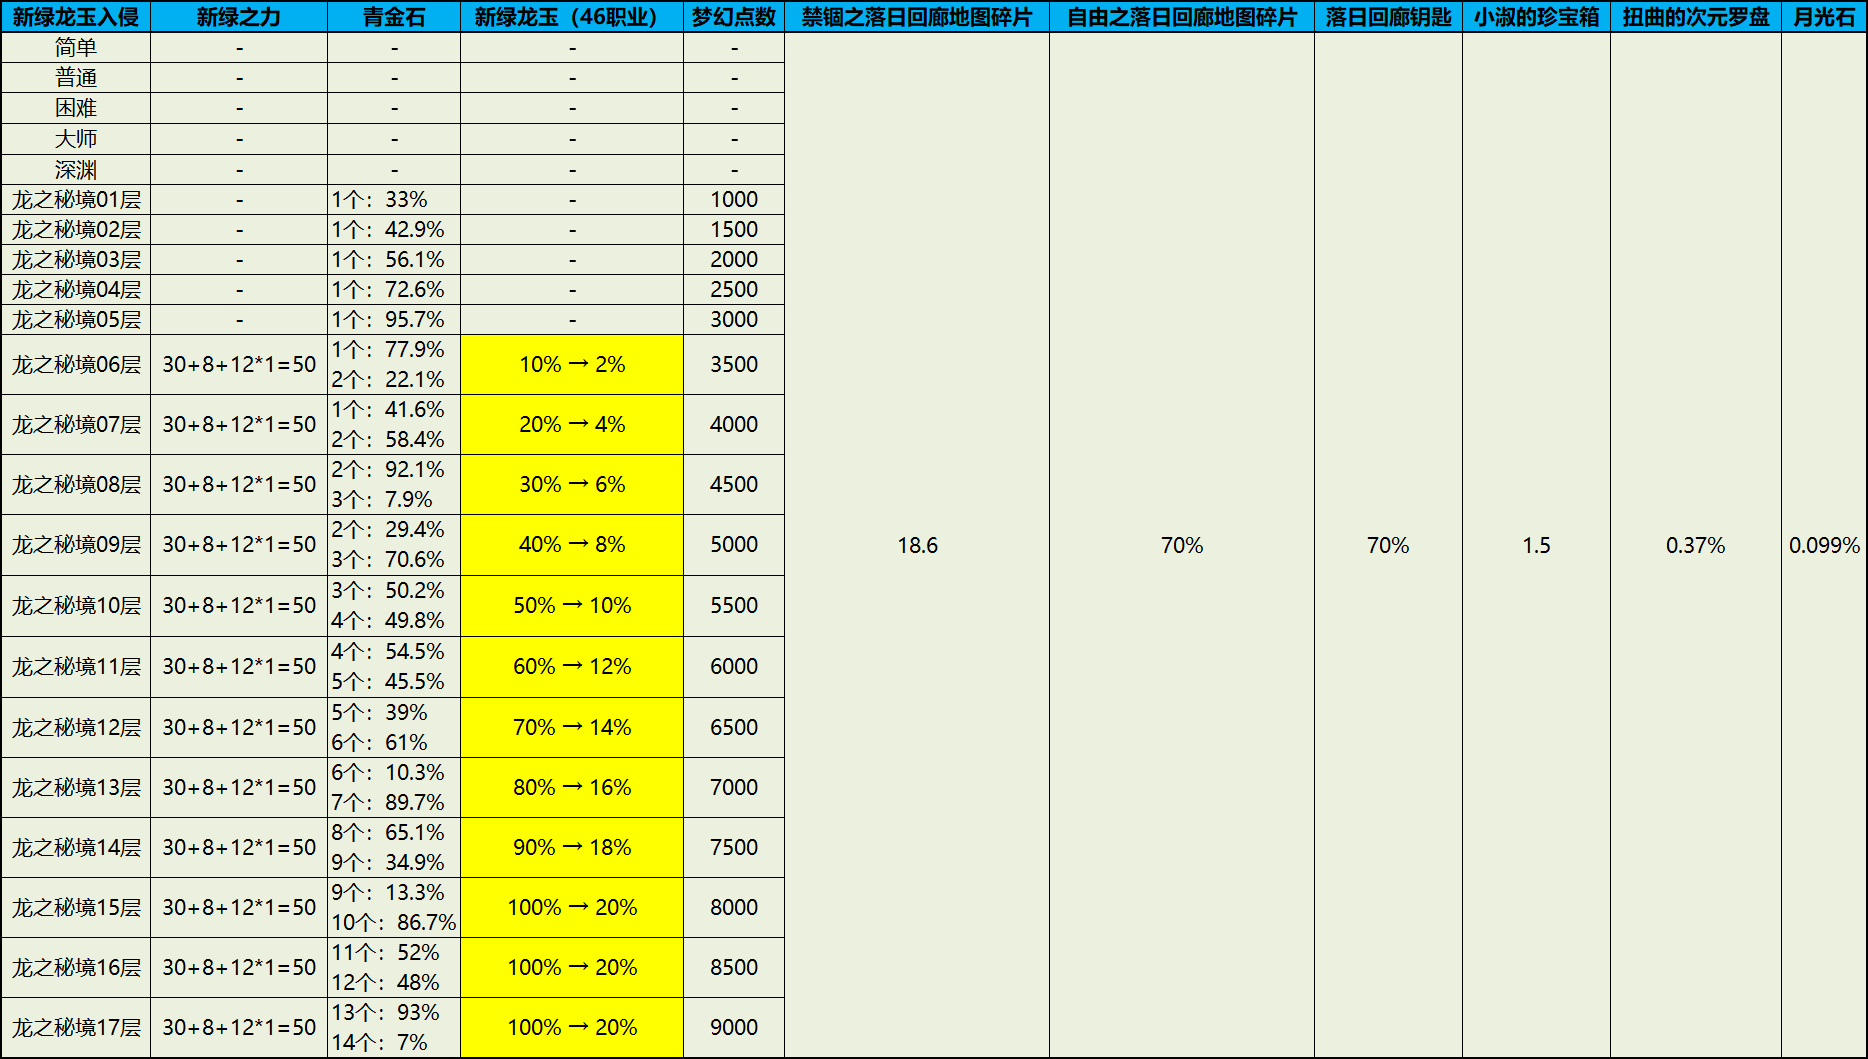 新绿龙玉入侵 新绿之力 青金石 新绿龙玉（46职业） 梦幻点数 禁锢之落日回廊地图碎片 自由之落日回廊地图碎片 落日回廊钥匙 小淑的珍宝箱 扭曲的次元罗盘 月光石
简单 - - - -
普通 - - - -
困难 - - - -
大师 - - - -
深渊 - - - -
龙之秘境01层 - 1个：33% - 1000
龙之秘境02层 - 1个：42.9% - 1500
龙之秘境03层 - 1个：56.1% - 2000
龙之秘境04层 - 1个：72.6% - 2500
龙之秘境05层 - 1个：95.7% - 3000
龙之秘境06层 30+8+12*1=50 1个：77.9% 10% → 2% 3500
2个：22.1%
龙之秘境07层 30+8+12*1=50 1个：41.6% 20% → 4% 4000
2个：58.4%
龙之秘境08层 30+8+12*1=50 2个：92.1% 30% → 6% 4500
3个：7.9%
龙之秘境09层 30+8+12*1=50 2个：29.4% 40% → 8% 5000 18.6 70% 70% 1.5 0.37% 0.099%
3个：70.6%
龙之秘境10层 30+8+12*1=50 3个：50.2% 50% → 10% 5500
4个：49.8%
龙之秘境11层 30+8+12*1=50 4个：54.5% 60% → 12% 6000
5个：45.5%
龙之秘境12层 30+8+12*1=50 5个：39% 70% → 14% 6500
6个：61%
龙之秘境13层 30+8+12*1=50 6个：10.3% 80% → 16% 7000
7个：89.7%
龙之秘境14层 30+8+12*1=50 8个：65.1% 90% → 18% 7500
9个：34.9%
龙之秘境15层 30+8+12*1=50 9个：13.3% 100% → 20% 8000
10个：86.7%
龙之秘境16层 30+8+12*1=50 11个：52% 100% → 20% 8500
12个：48%
龙之秘境17层 30+8+12*1=50 13个：93% 100% → 20% 9000
14个：7%